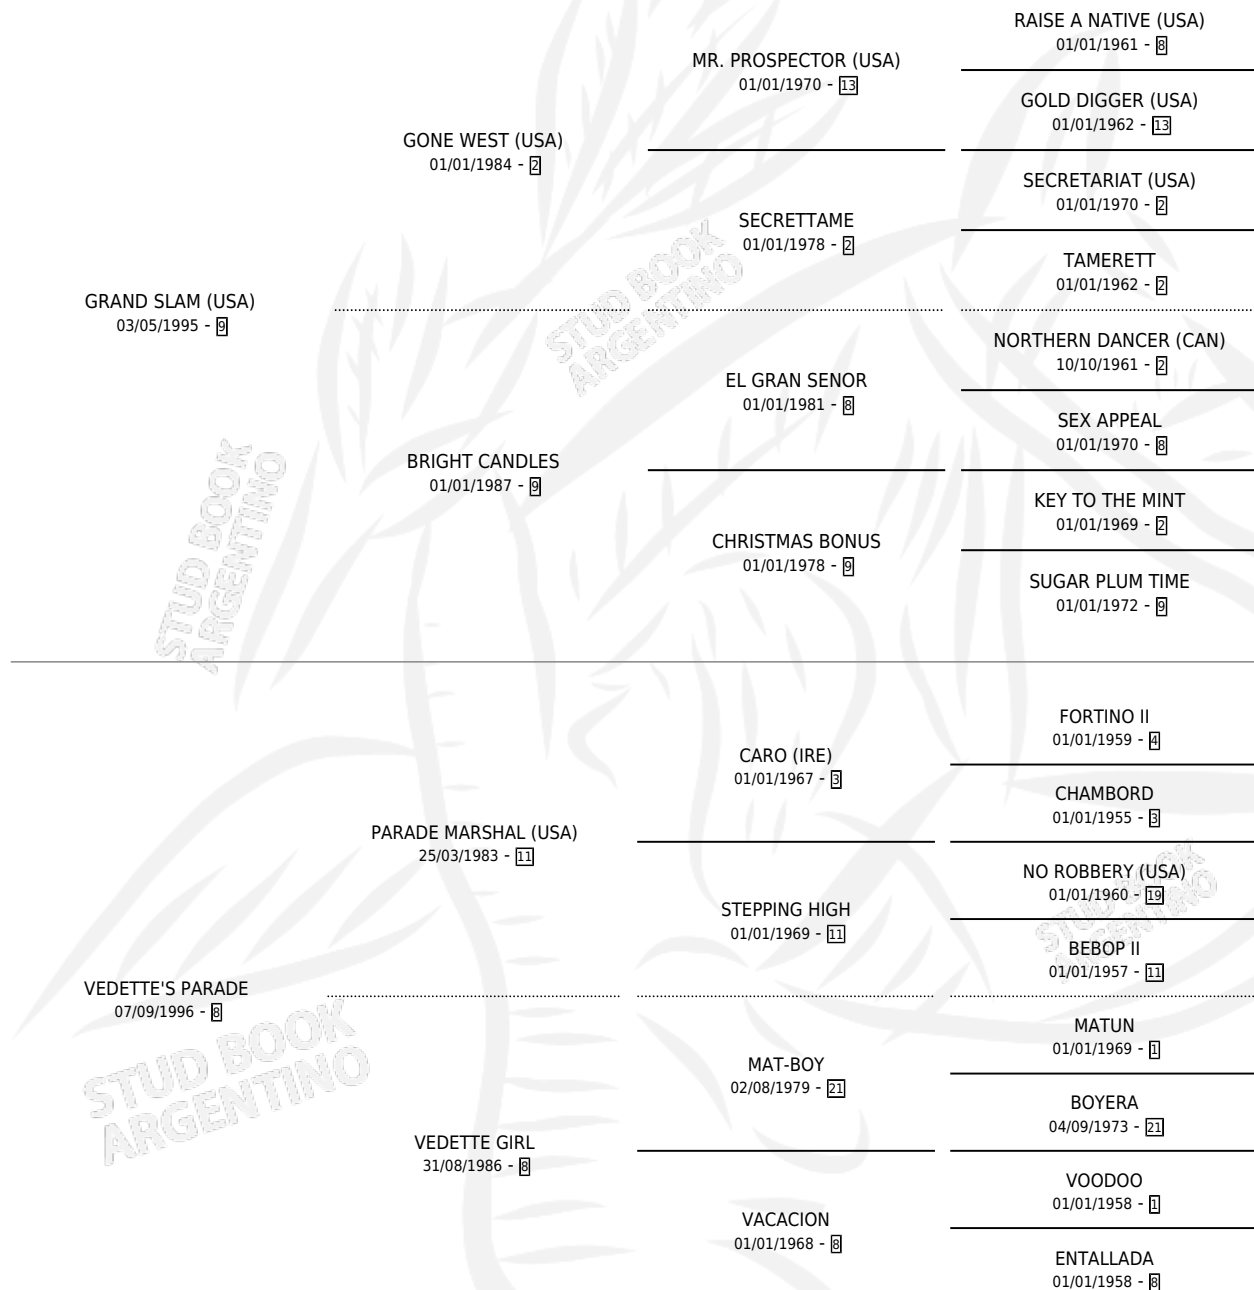 RAISE A NATIVE (USA)
01/01/1961 - 8
MR. PROSPECTOR (USA)
01/01/1970 - 13
GOLD DIGGER (USA)
01/01/1962 - 13
GONE WEST (USA)
01/01/1984 - 2
SECRETARIAT (USA)
01/01/1970 - 2
SECRETTAME
01/01/1978 - 2
TAMERETT
01/01/1962 - 2
GRAND SLAM (USA)
03/05/1995 - 9
STUD BOOK
ARGENTINO
NORTHERN DANCER (CAN)
10/10/1961 - 2
EL GRAN SENOR
01/01/1981 - 8
SEX APPEAL
01/01/1970 - 8
BRIGHT CANDLES
01/01/1987 - 9
KEY TO THE MINT
01/01/1969 - 2
CHRISTMAS BONUS
01/01/1978 - 9
SUGAR PLUM TIME
01/01/1972 - 9
STUD BOOK
ARGENTINO
FORTINO II
01/01/1959 - 4
CARO (IRE)
01/01/1967 - 3
CHAMBORD
01/01/1955 - 3
PARADE MARSHAL (USA)
25/03/1983 - 11
NO ROBBERY (USA)
01/01/1960 - 19
STEPPING HIGH
01/01/1969 - 11
STUD BOOK
ARGENTINO
BEBOP II
01/01/1957 - 11
VEDETTE'S PARADE
07/09/1996 - 8
STUD BOOK
ARGENTINO
MATUN
01/01/1969 - 1
MAT-BOY
02/08/1979 - 21
BOYERA
04/09/1973 - 21
VEDETTE GIRL
31/08/1986 - 8
VOODOO
01/01/1958 - 1
VACACION
01/01/1968 - 8
ENTALLADA
01/01/1958 - 8